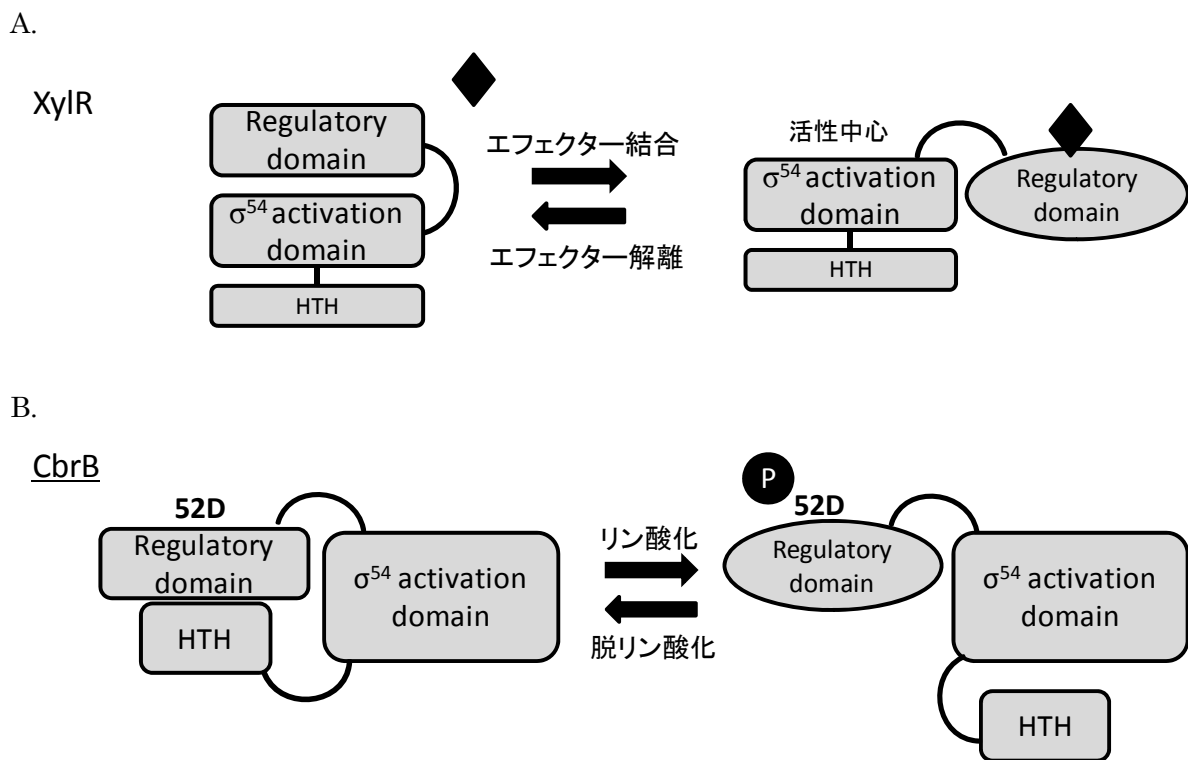 A.
XylR
Regulatory
domain
σ54 activation
domain
HTH
エフェクター結合
エフェクター解離
活性中心
σ54 activation
domain
HTH
Regulatory
domain
B.
CbrB
52D
Regulatory
domain
HTH
σ54 activation
domain
リン酸化
脱リン酸化
P
52D
Regulatory
domain
σ54 activation
domain
HTH